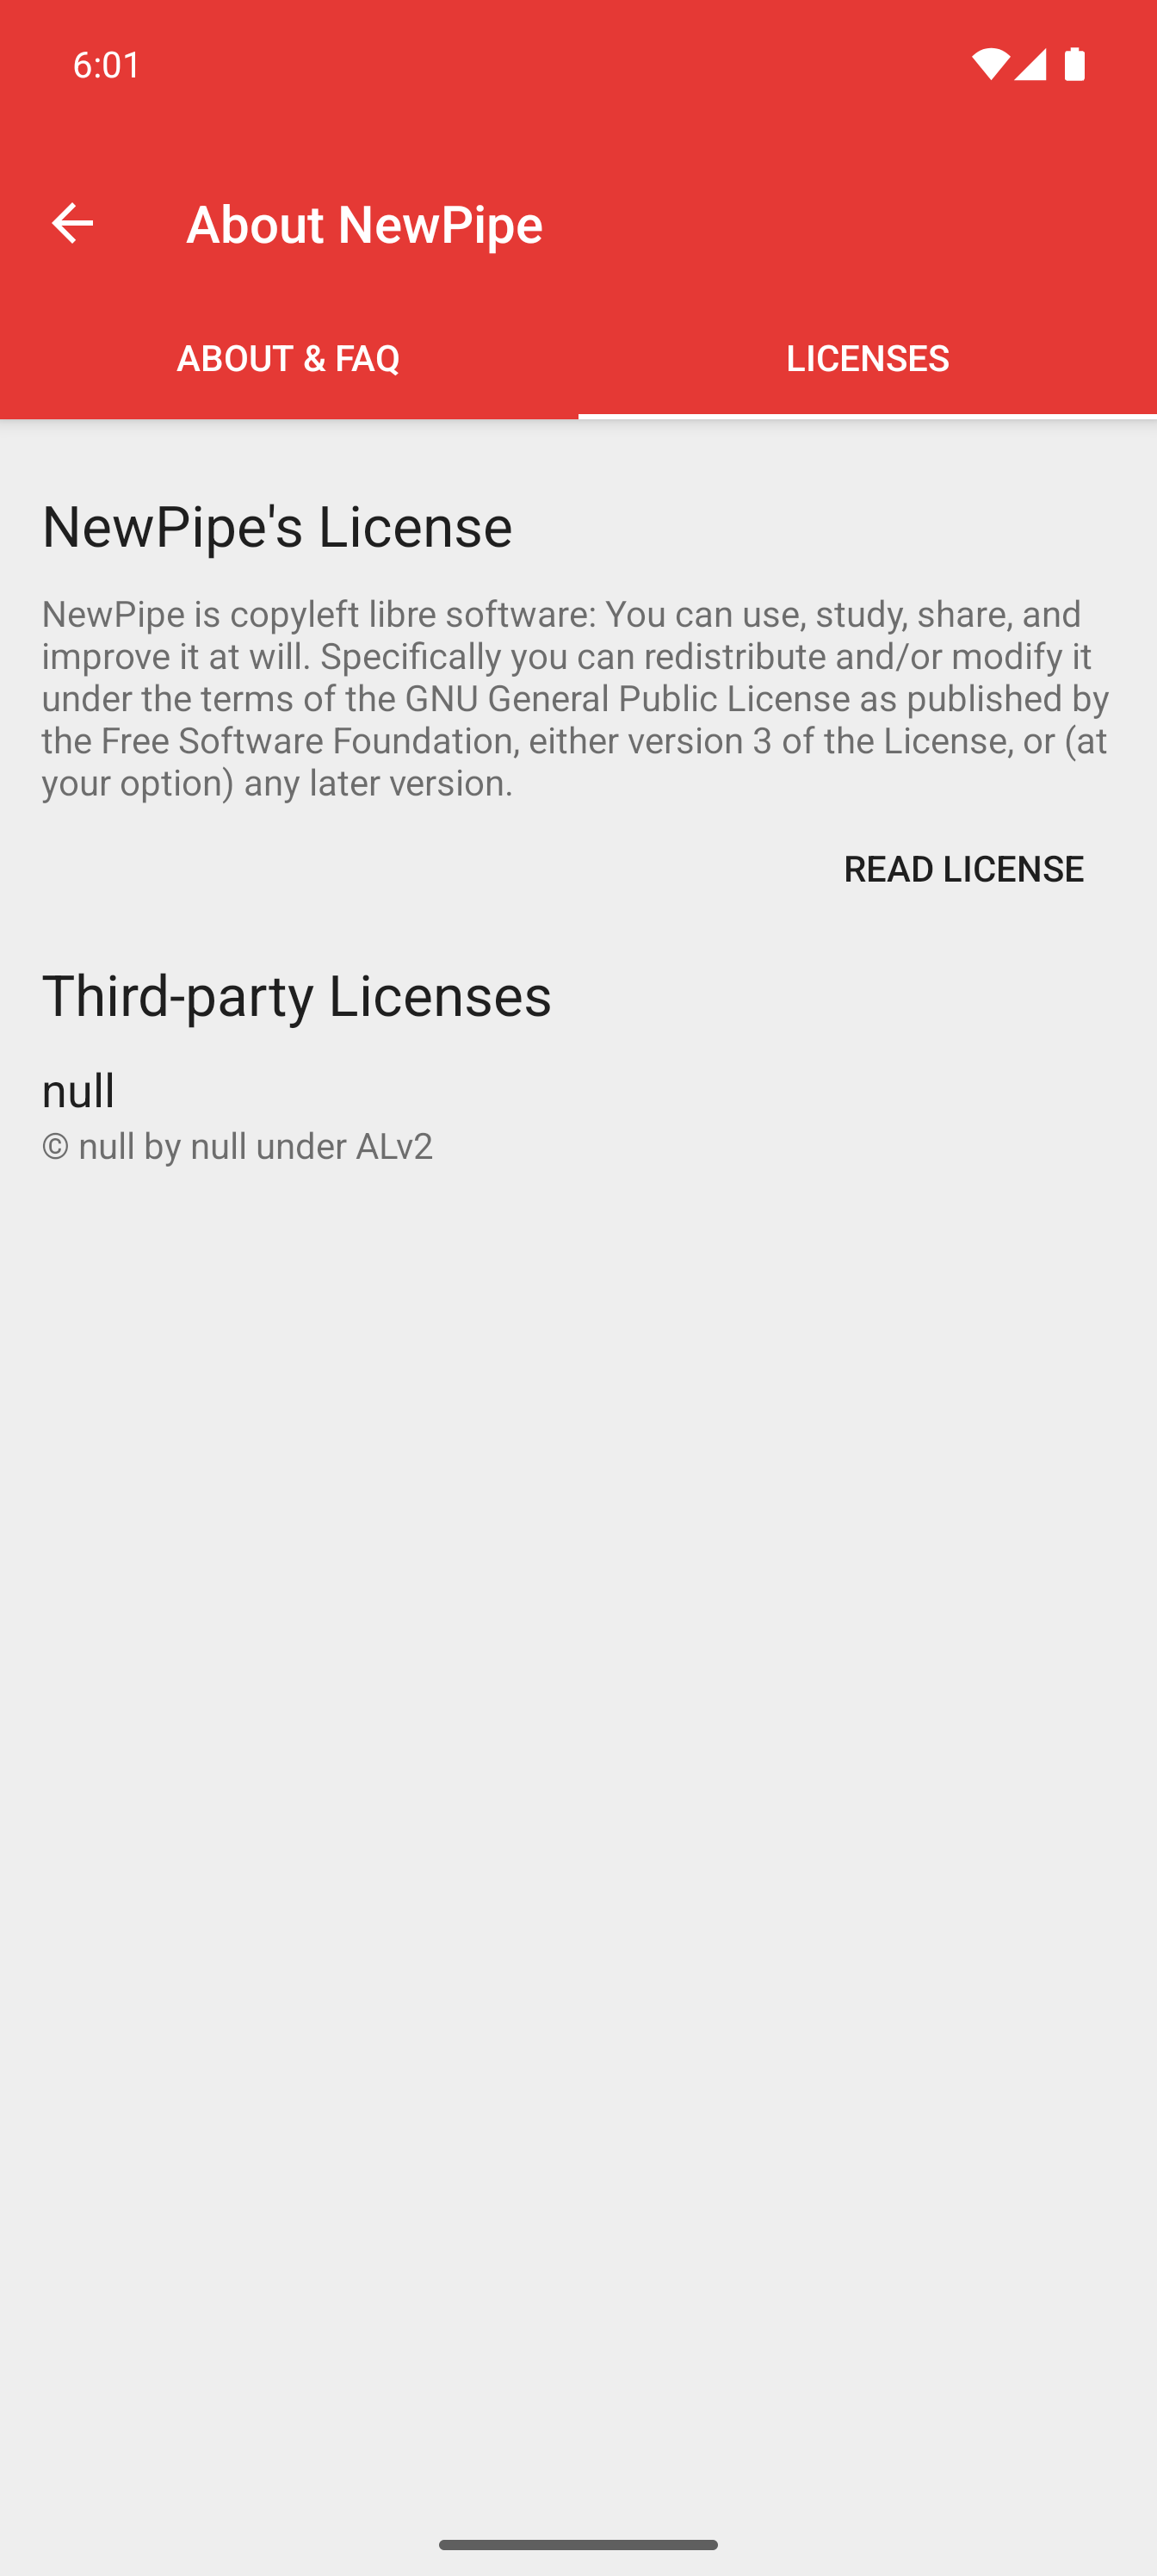 6:01
About NewPipe
ABOUT & FAQ
LICENSES
NewPipe's License
NewPipe is copyleft libre software: You can use, study, share, and
improve it at will. Specifically you can redistribute and/or modify it
under the terms of the GNU General Public License as published by
the Free Software Foundation, either version 3 of the License, or (at
your option) any later version.
READ LICENSE
Third-party Licenses
null
© null by null under ALv2